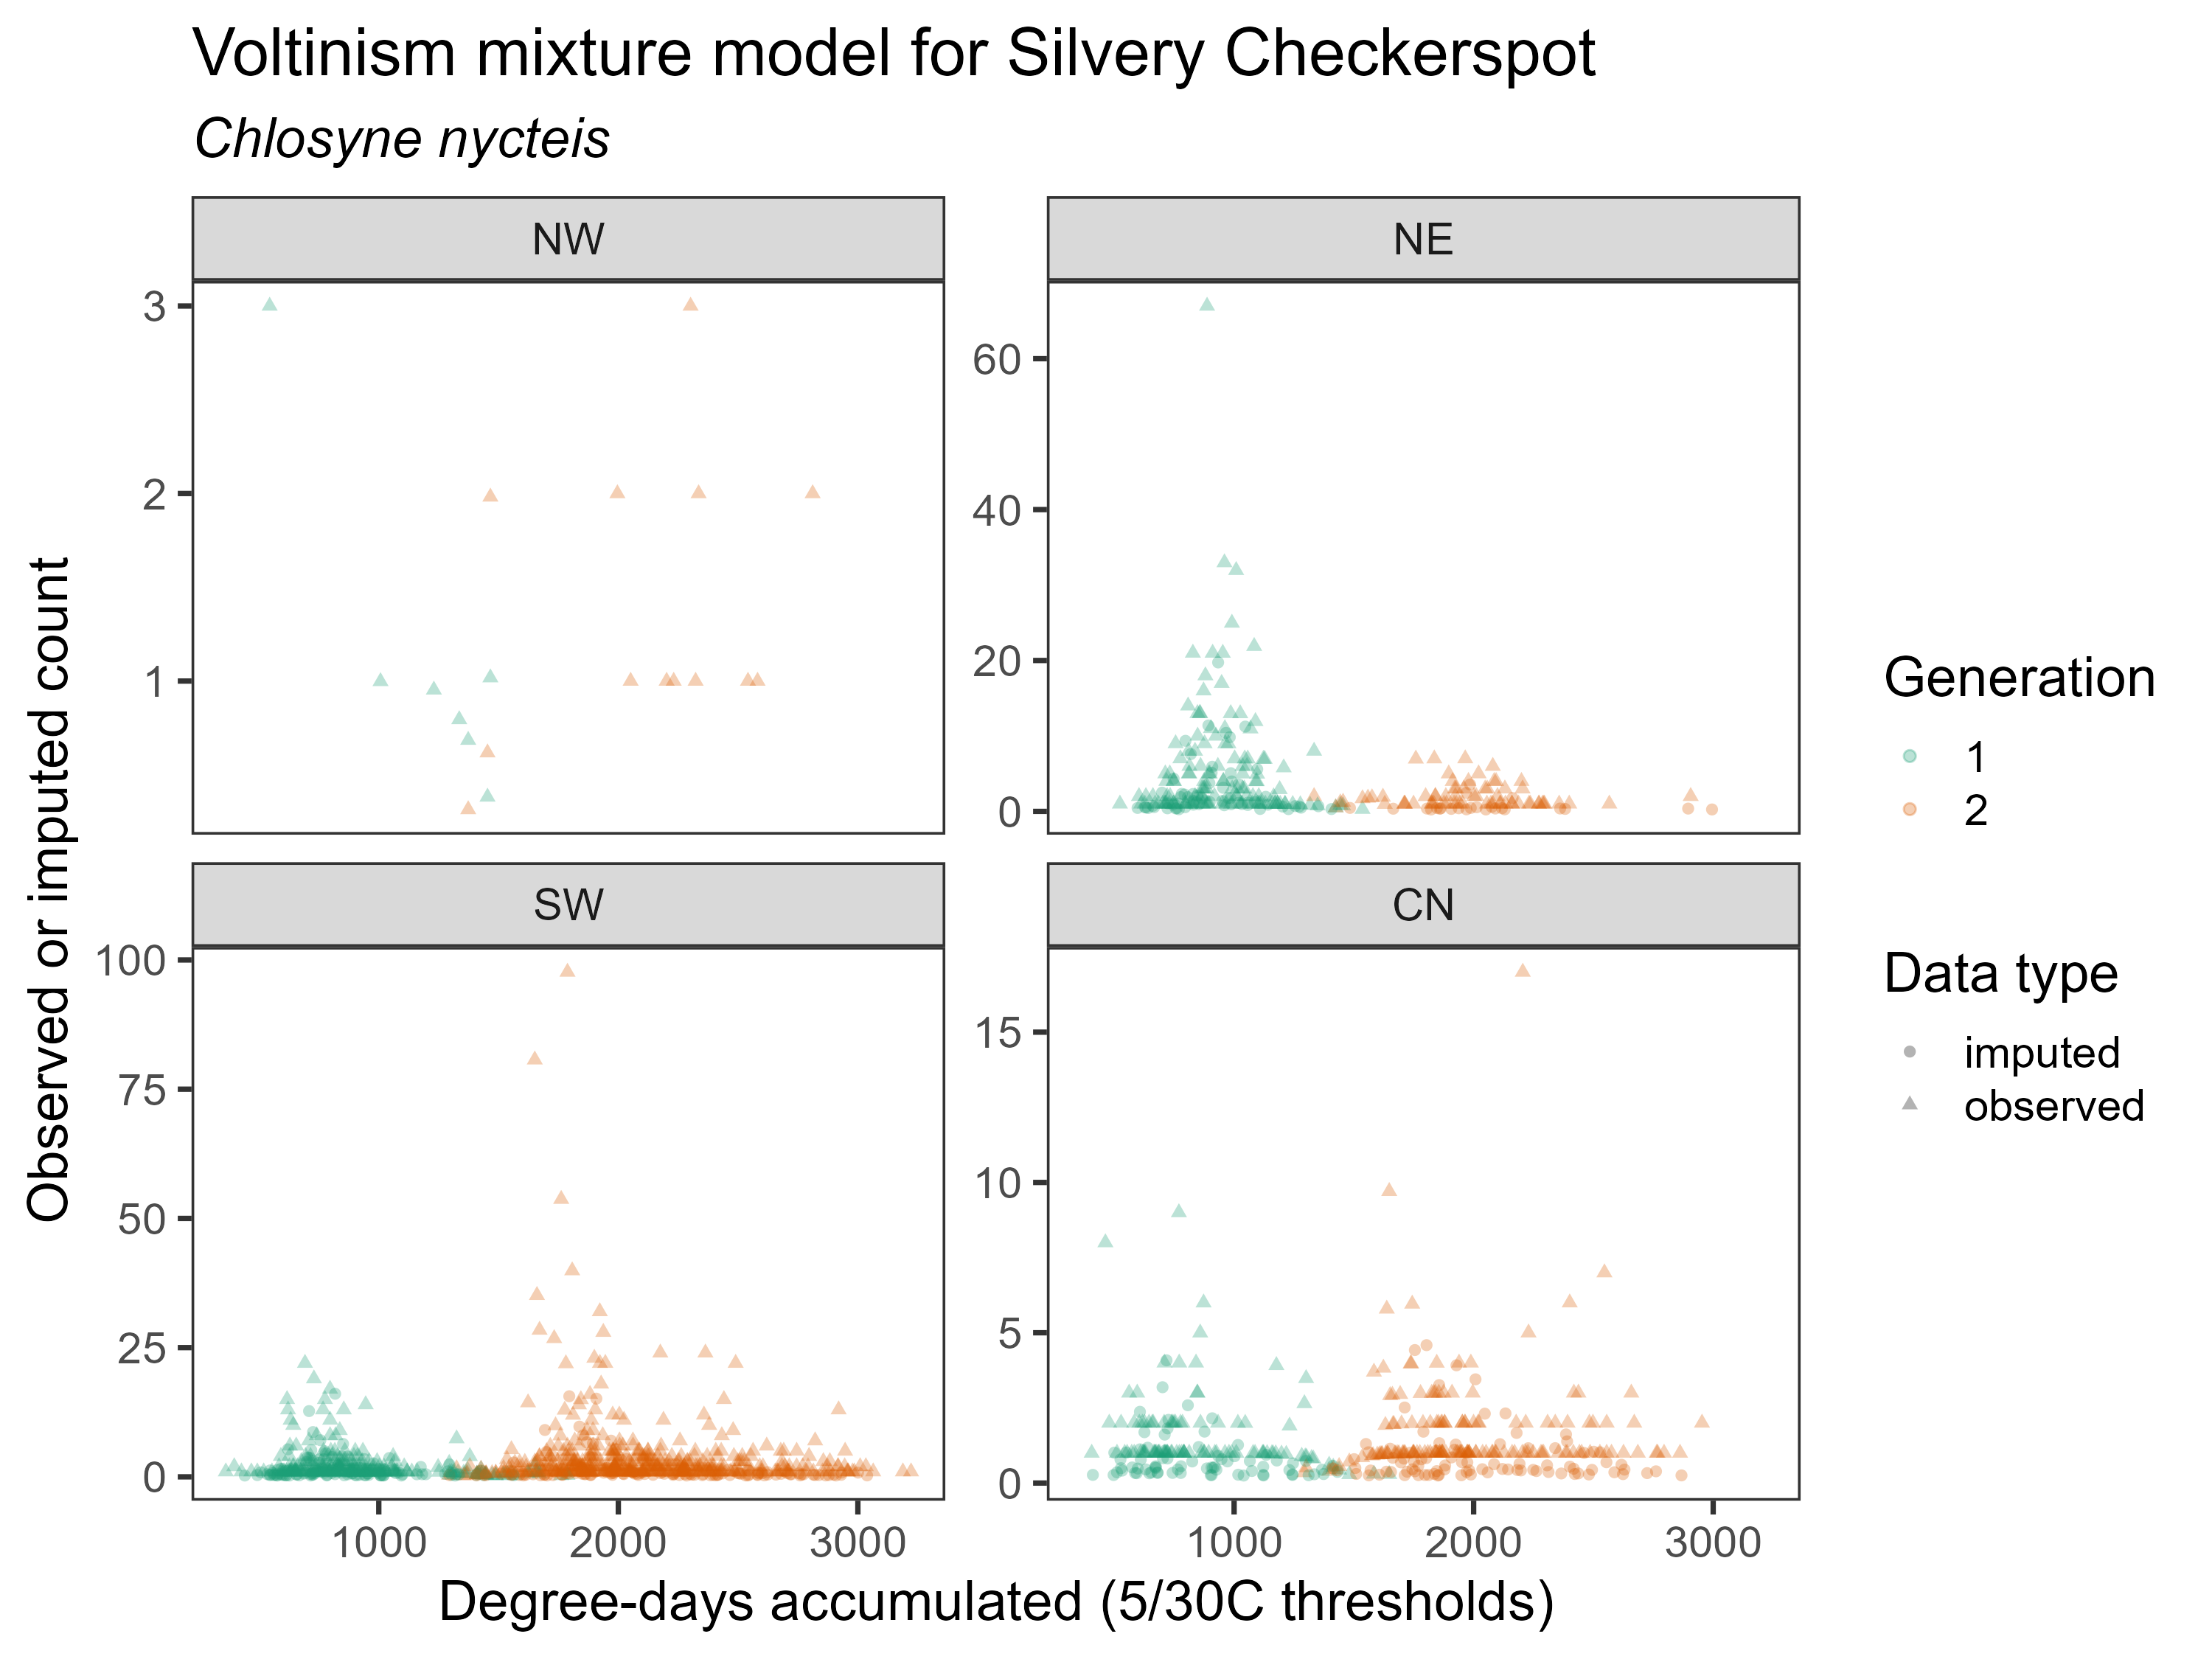 Voltinism mixture model for Silvery Checkerspot
Chlosyne nycteis
NW
NE
3
2
1
60
40
20
0
SW
CN
100
75
50
25
0
15
10
5
0
1000 2000 3000
1000 2000 3000
Degree-days accumulated (5/30C thresholds)
Observed or imputed count
Generation
1
2
Data type
imputed
observed